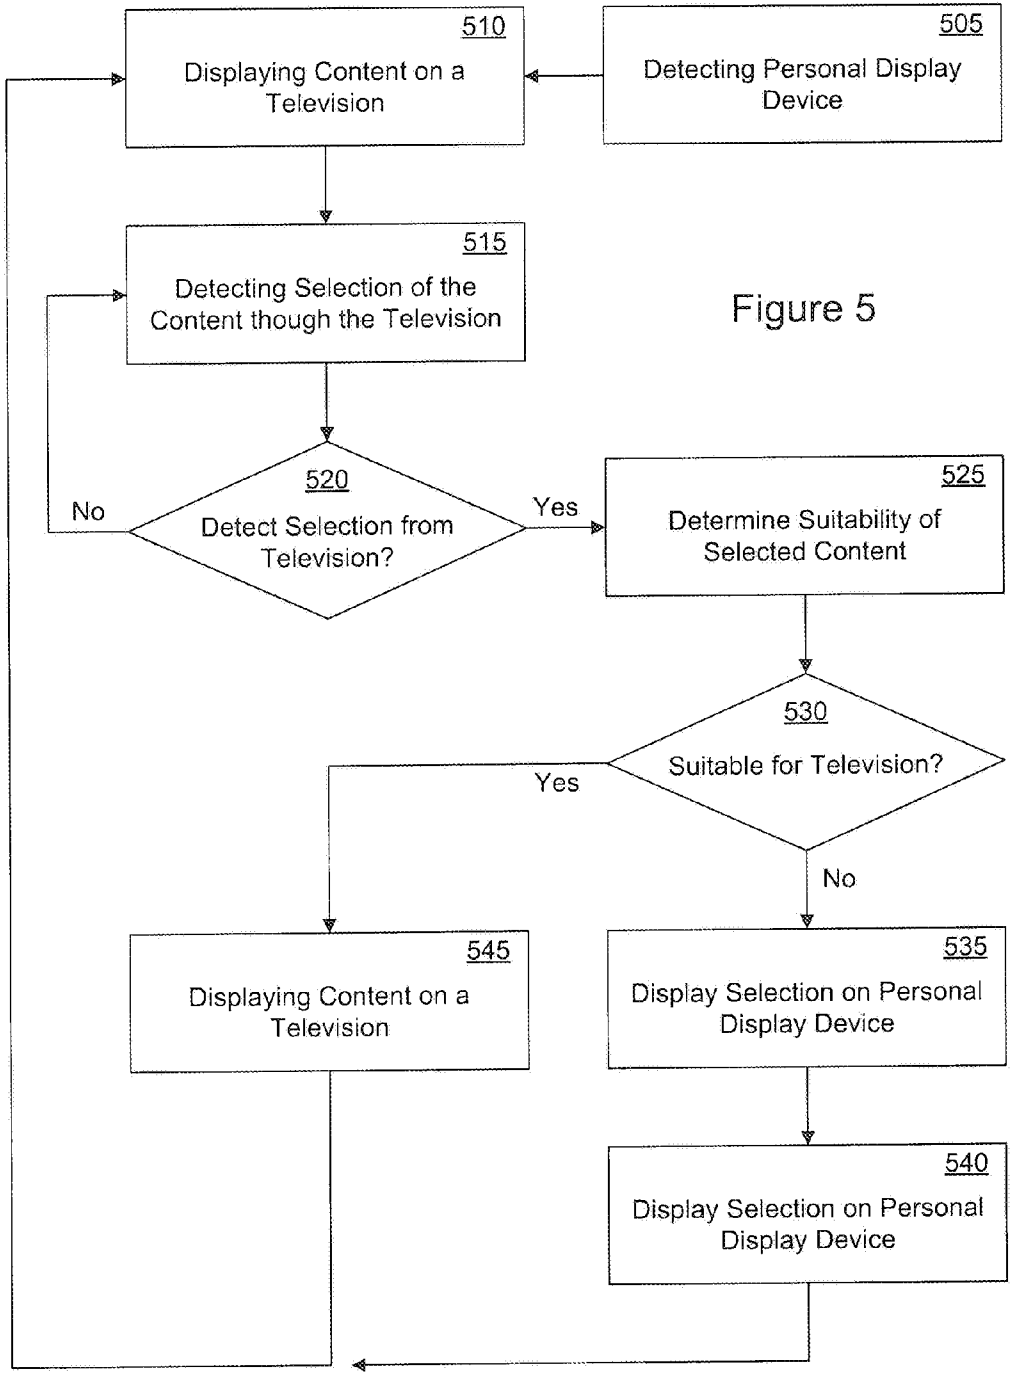 510
Displaying Content on a
Television
505
Detecting Personal Display
Device
515
Detecting Selection of the
Content though the Television
Figure 5
520
Detect Selection from
Television?
No
Yes
525
Determine Suitability of
Selected Content
530
Suitable for Television?
Yes
No
545
Displaying Content on a
Television
535
Display Selection on Personal
Display Device
540
Display Selection on Personal
Display Device